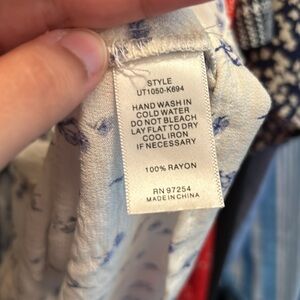 STYLE
UT1050-K694
HAND WASH IN
COLD WATER
DO NOT BLEACH
LAY FLAT TO DRY
COOL IRON
IF NECESSARY
100% RAYON
RN 97254
MADE IN CHINA